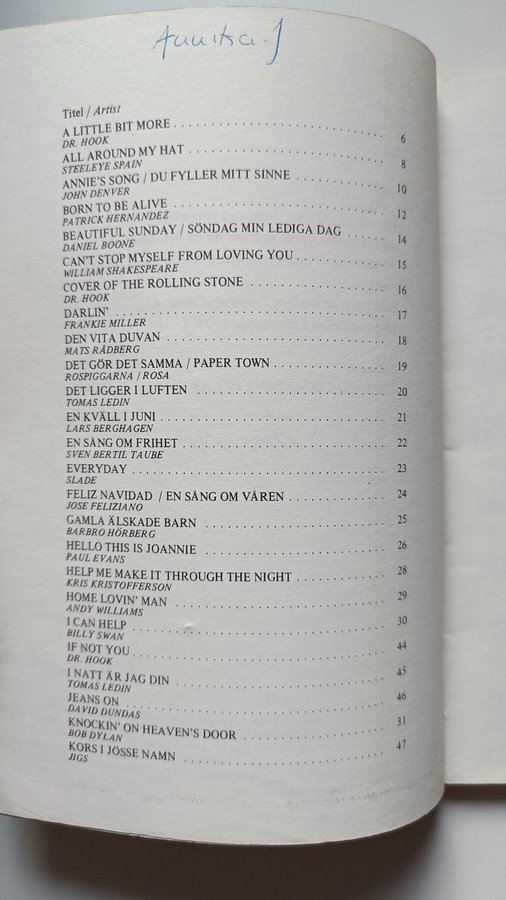 Annika J
Titel / Artist
A LITTLE BIT MORE 6
DR. HOOK
ALL AROUND MY HAT 8
STEELEYE SPAIN
ANNIE'S SONG / DU FYLLER MITT SINNE 10
JOHN DENVER
BORN TO BE ALIVE 12
PATRICK HERNANDEZ
BEAUTIFUL SUNDAY / SÖNDAG MIN LEDIGA DAG 14
DANIEL BOONE
CAN'T STOP MYSELF FROM LOVING YOU 15
WILLIAM SHAKESPEARE
COVER OF THE ROLLING STONE 16
DR. HOOK
DARLIN' 17
FRANKIE MILLER
DEN VITA DUVAN 18
MATS RÅDBERG
DET GÖR DET SAMMA / PAPER TOWN 19
ROSPIGGARNA / ROSA
DET LIGGER I LUFTEN 20
TOMAS LEDIN
EN KVÄLL I JUNI 21
LARS BERGHAGEN
EN SÅNG OM FRIHET 22
SVEN BERTIL TAUBE
EVERYDAY 23
SLADE
FELIZ NAVIDAD / EN SÅNG OM VÅREN 24
JOSE FELIZIANO
GAMLA ÄLSKADE BARN 25
BARBRO HÖRBERG
HELLO THIS IS JOANNIE 26
PAUL EVANS
HELP ME MAKE IT THROUGH THE NIGHT 28
KRIS KRISTOFFERSON
HOME LOVIN' MAN 29
ANDY WILLIAMS
I CAN HELP 30
BILLY SWAN
IF NOT YOU 44
DR. HOOK
I NATT ÄR JAG DIN 45
TOMAS LEDIN
JEANS ON 46
DAVID DUNDAS
KNOCKIN' ON HEAVEN'S DOOR 31
BOB DYLAN
KORS I JÖSSE NAMN 47
JIGS